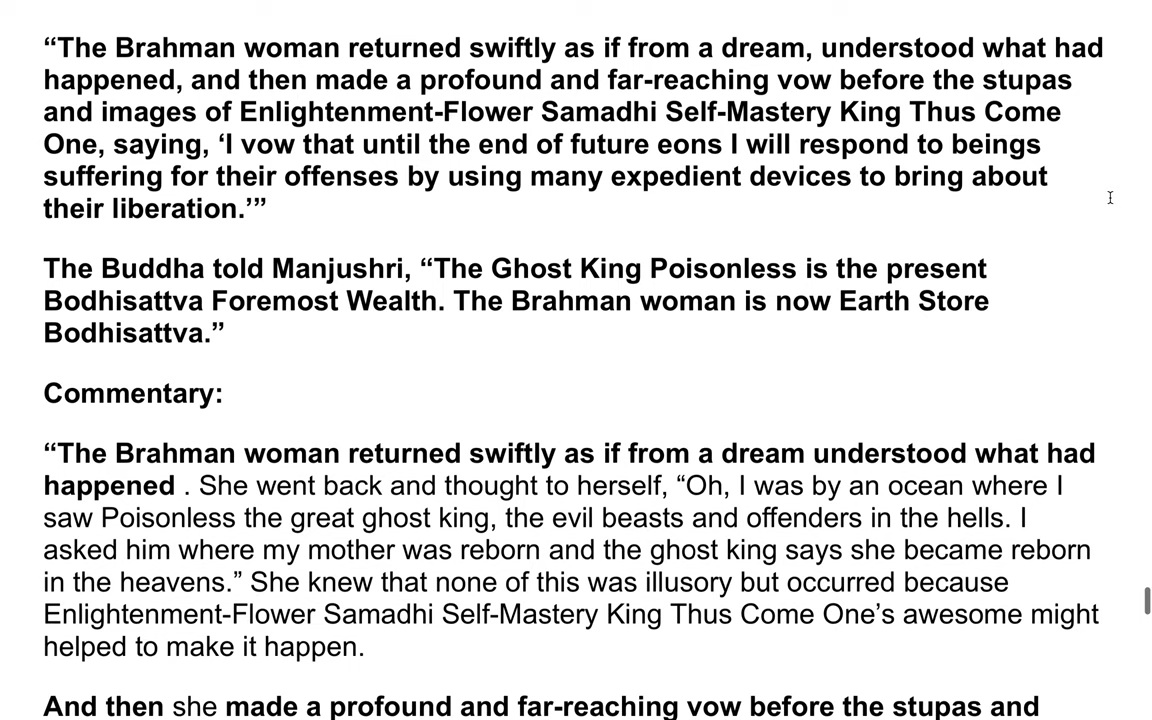 “The Brahman woman returned swiftly as if from a dream, understood what had
happened, and then made a profound and far-reaching vow before the stupas
and images of Enlightenment-Flower Samadhi Self-Mastery King Thus Come
One, saying, ‘I vow that until the end of future eons I will respond to beings
suffering for their offenses by using many expedient devices to bring about
their liberation.’”
The Buddha told Manjushri, “The Ghost King Poisonless is the present
Bodhisattva Foremost Wealth. The Brahman woman is now Earth Store
Bodhisattva.”
Commentary:
“The Brahman woman returned swiftly as if from a dream understood what had
happened . She went back and thought to herself, “Oh, I was by an ocean where I
saw Poisonless the great ghost king, the evil beasts and offenders in the hells. I
asked him where my mother was reborn and the ghost king says she became reborn
in the heavens.” She knew that none of this was illusory but occurred because
Enlightenment-Flower Samadhi Self-Mastery King Thus Come One’s awesome might
helped to make it happen.
And then she made a profound and far-reaching vow before the stupas and